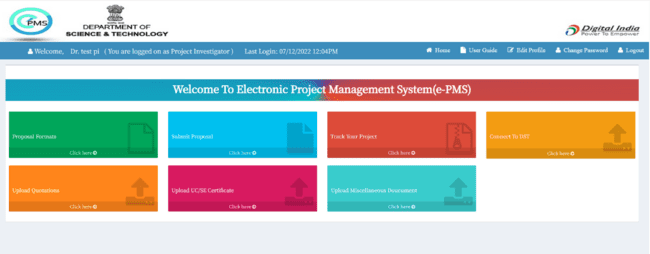 PMS
DEPARTMENT OF
SCIENCE & TECHNOLOGY
Digital India
Power To Empower
Welcome, Dr. test pi ( You are logged on as Project Investigator ) Last Login: 07/12/2022 12:04PM
Home User Guide Edit Profile Change Password Logout
Welcome To Electronic Project Management System(e-PMS)
Proposal Formats
Submit Proposal
Track Your Project
Connect To DST
Click here
Click here
Click here
Click here
Upload Quotations
Upload UC/SE Certificate
Upload Miscellaneous Document
Click here
Click here
Click here